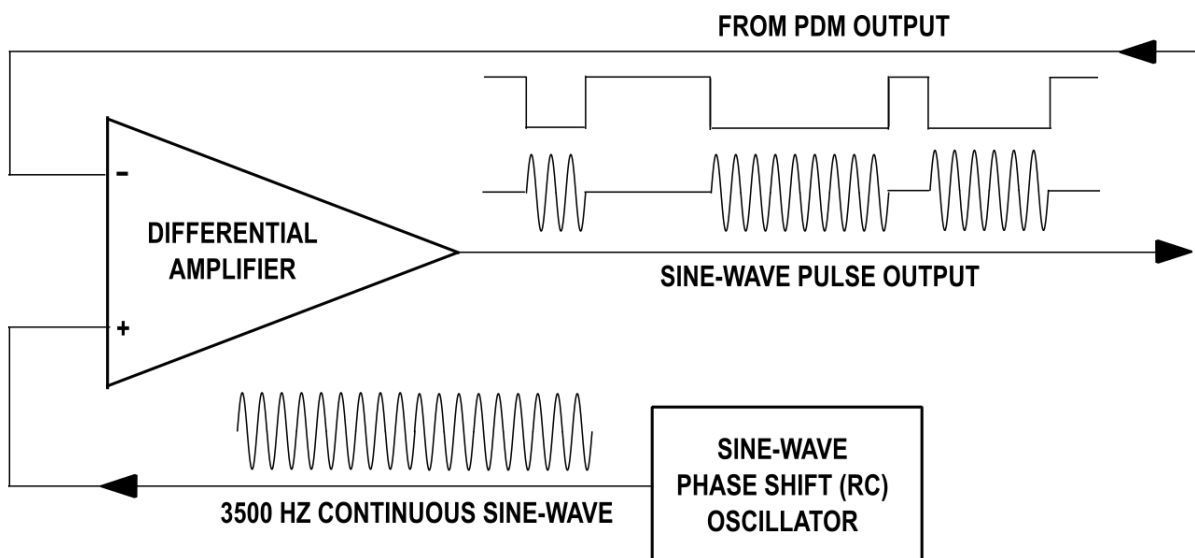 FROM PDM OUTPUT
-
DIFFERENTIAL
AMPLIFIER
SINE-WAVE PULSE OUTPUT
+
SINE-WAVE
PHASE SHIFT (RC)
OSCILLATOR
3500 HZ CONTINUOUS SINE-WAVE